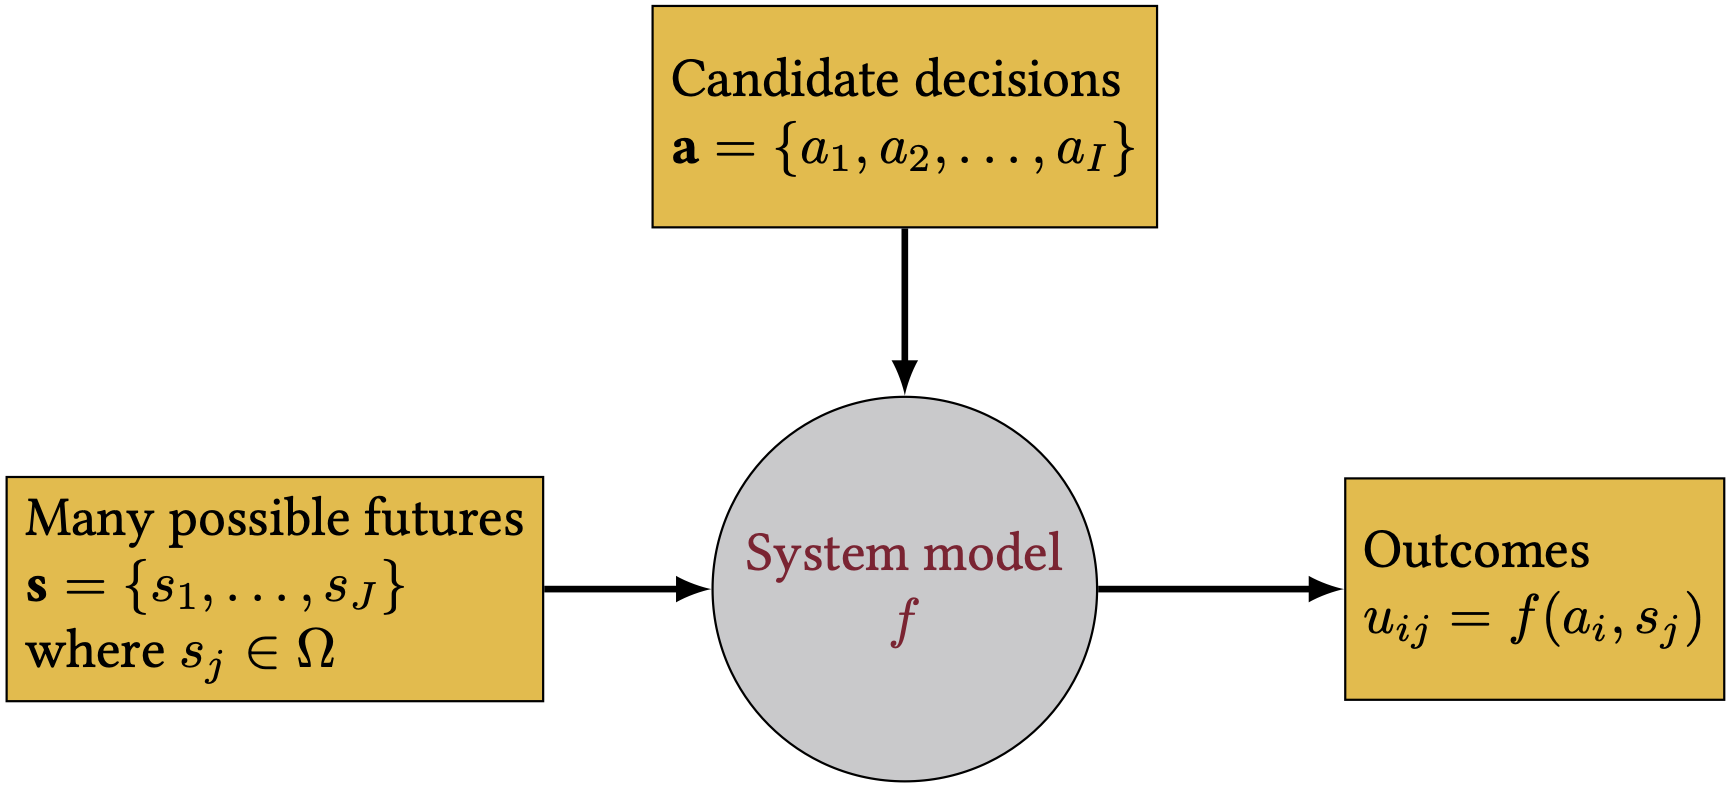 Candidate decisions
a = {a₁, a₂, . . . , a_I}
Many possible futures
s = {s₁, . . . , s_J}
where s_j ∈ Ω
System model
f
Outcomes
u_ij = f(a_i, s_j)